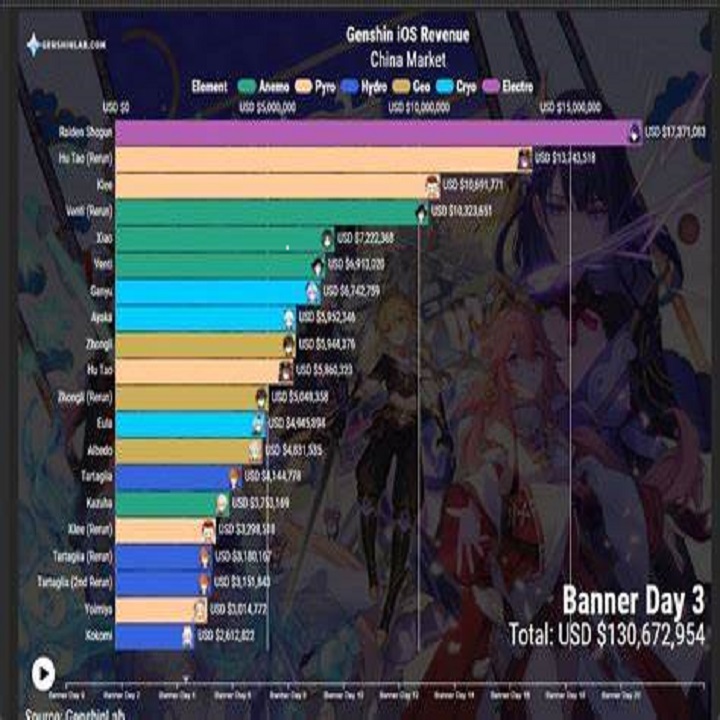 GENSHINLAB.COM
Genshin iOS Revenue
China Market
Element Anemo Pyro Hydro Geo Cryo Electro
USD $0 USD $5,000,000 USD $10,000,000 USD $15,000,000
Raiden Shogun USD $17,371,083
Hu Tao (Rerun) USD $13,743,518
Klee USD $10,691,771
Venti (Rerun) USD $10,323,651
Xiao USD $7,222,368
Venti USD $6,913,020
Ganyu USD $6,742,759
Ayaka USD $5,952,346
Zhongli USD $5,944,376
Hu Tao USD $5,860,323
Zhongli (Rerun) USD $5,048,358
Eula USD $4,945,894
Albedo USD $4,831,535
Tartaglia USD $4,144,778
Kazuha USD $3,753,169
Klee (Rerun) USD
Tartaglia (Rerun) USD $3,180,167
Tartaglia (2nd Rerun) USD $3,151,843
Yoimiya USD $3,014,772
Kokomi USD $2,612,822
Banner Day 3
Total: USD $130,672,954
Banner Day 0 Banner Day 2 Banner Day 4 Banner Day 6 Banner Day 8 Banner Day 10 Banner Day 12 Banner Day 14 Banner Day 16 Banner Day 18 Banner Day 20
Source: GenshinLab